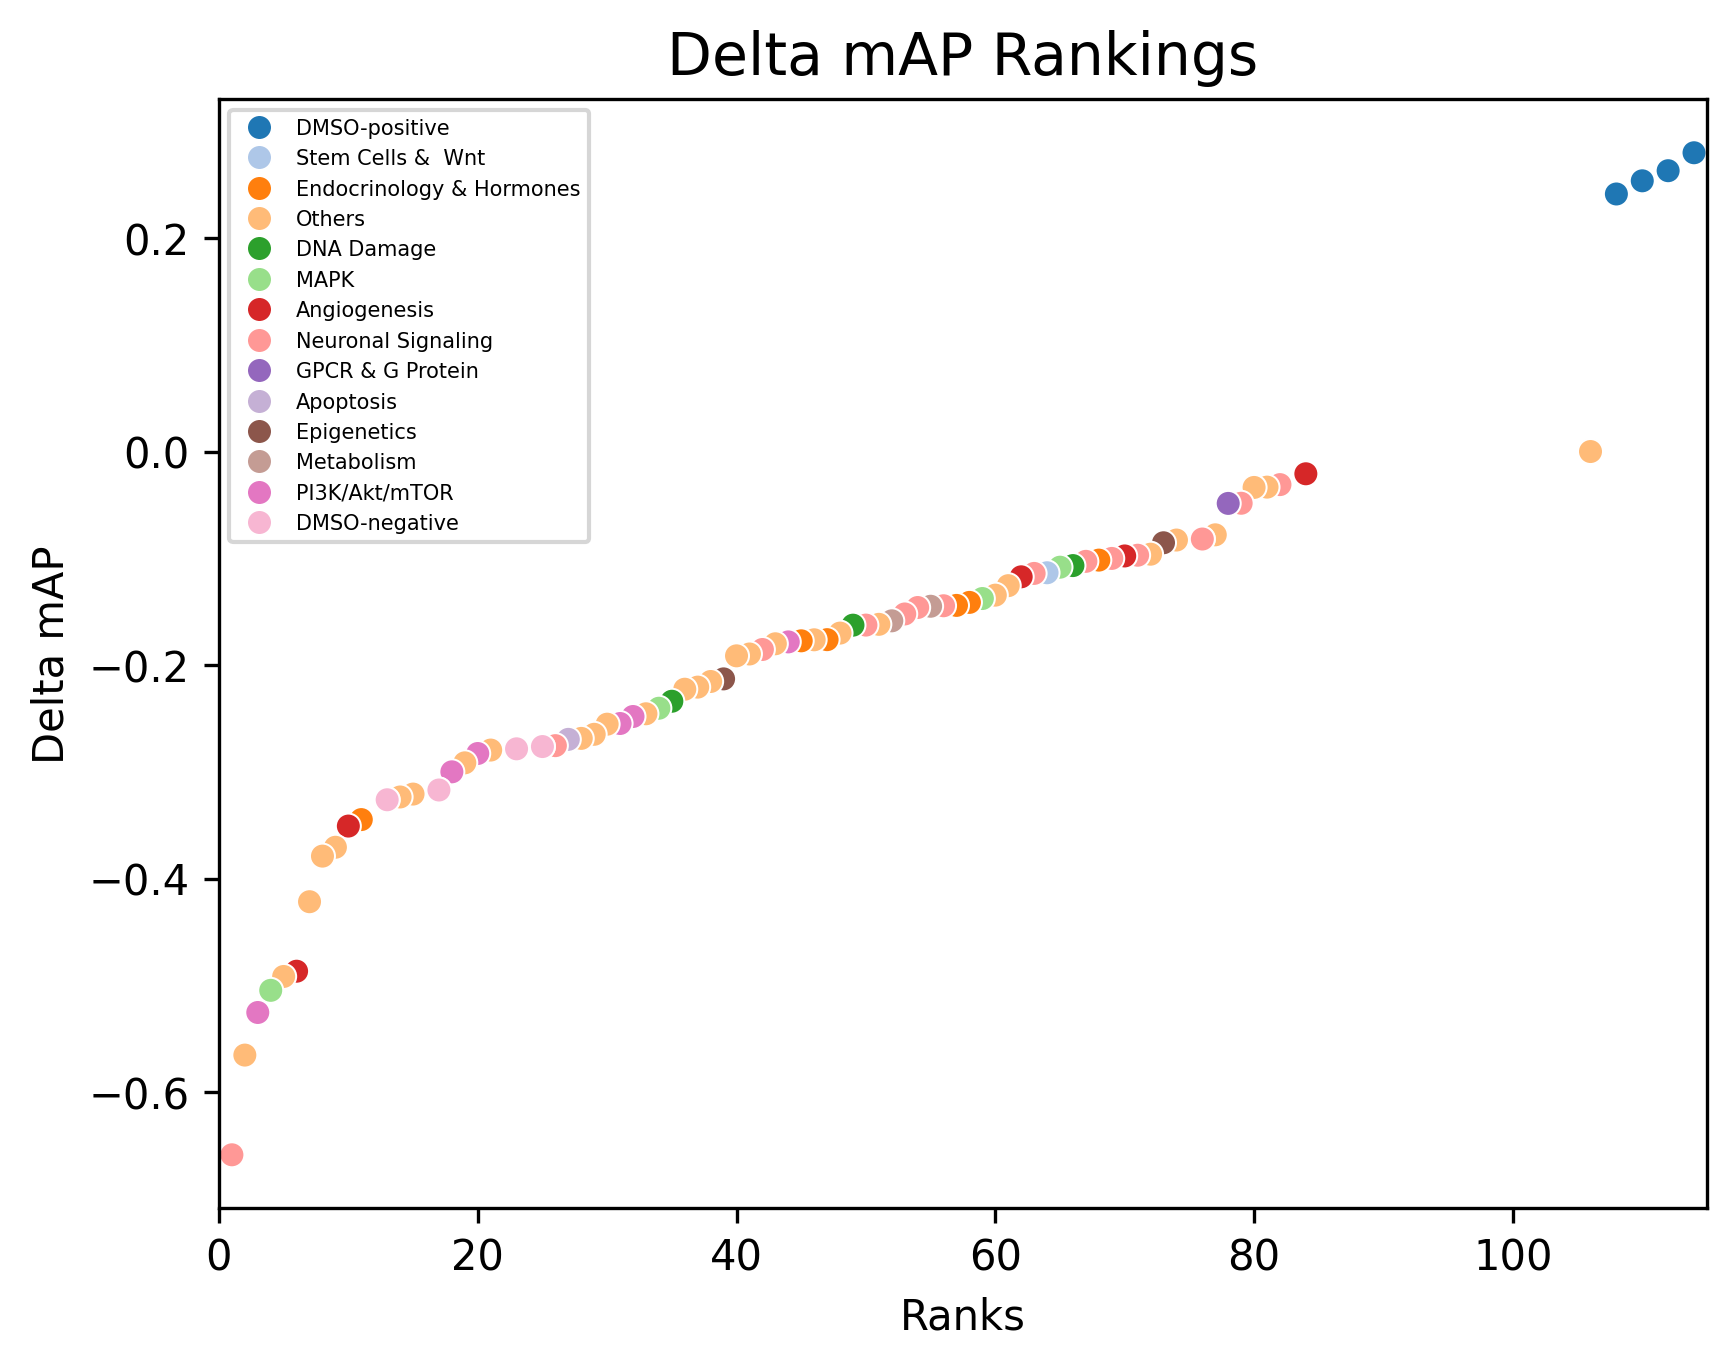 Delta mAP Rankings
DMSO-positive
Stem Cells &  Wnt
Endocrinology & Hormones
Others
DNA Damage
MAPK
Angiogenesis
Neuronal Signaling
GPCR & G Protein
Apoptosis
Epigenetics
Metabolism
PI3K/Akt/mTOR
DMSO-negative
Delta mAP
0.2
0.0
−0.2
−0.4
−0.6
0 20 40 60 80 100
Ranks